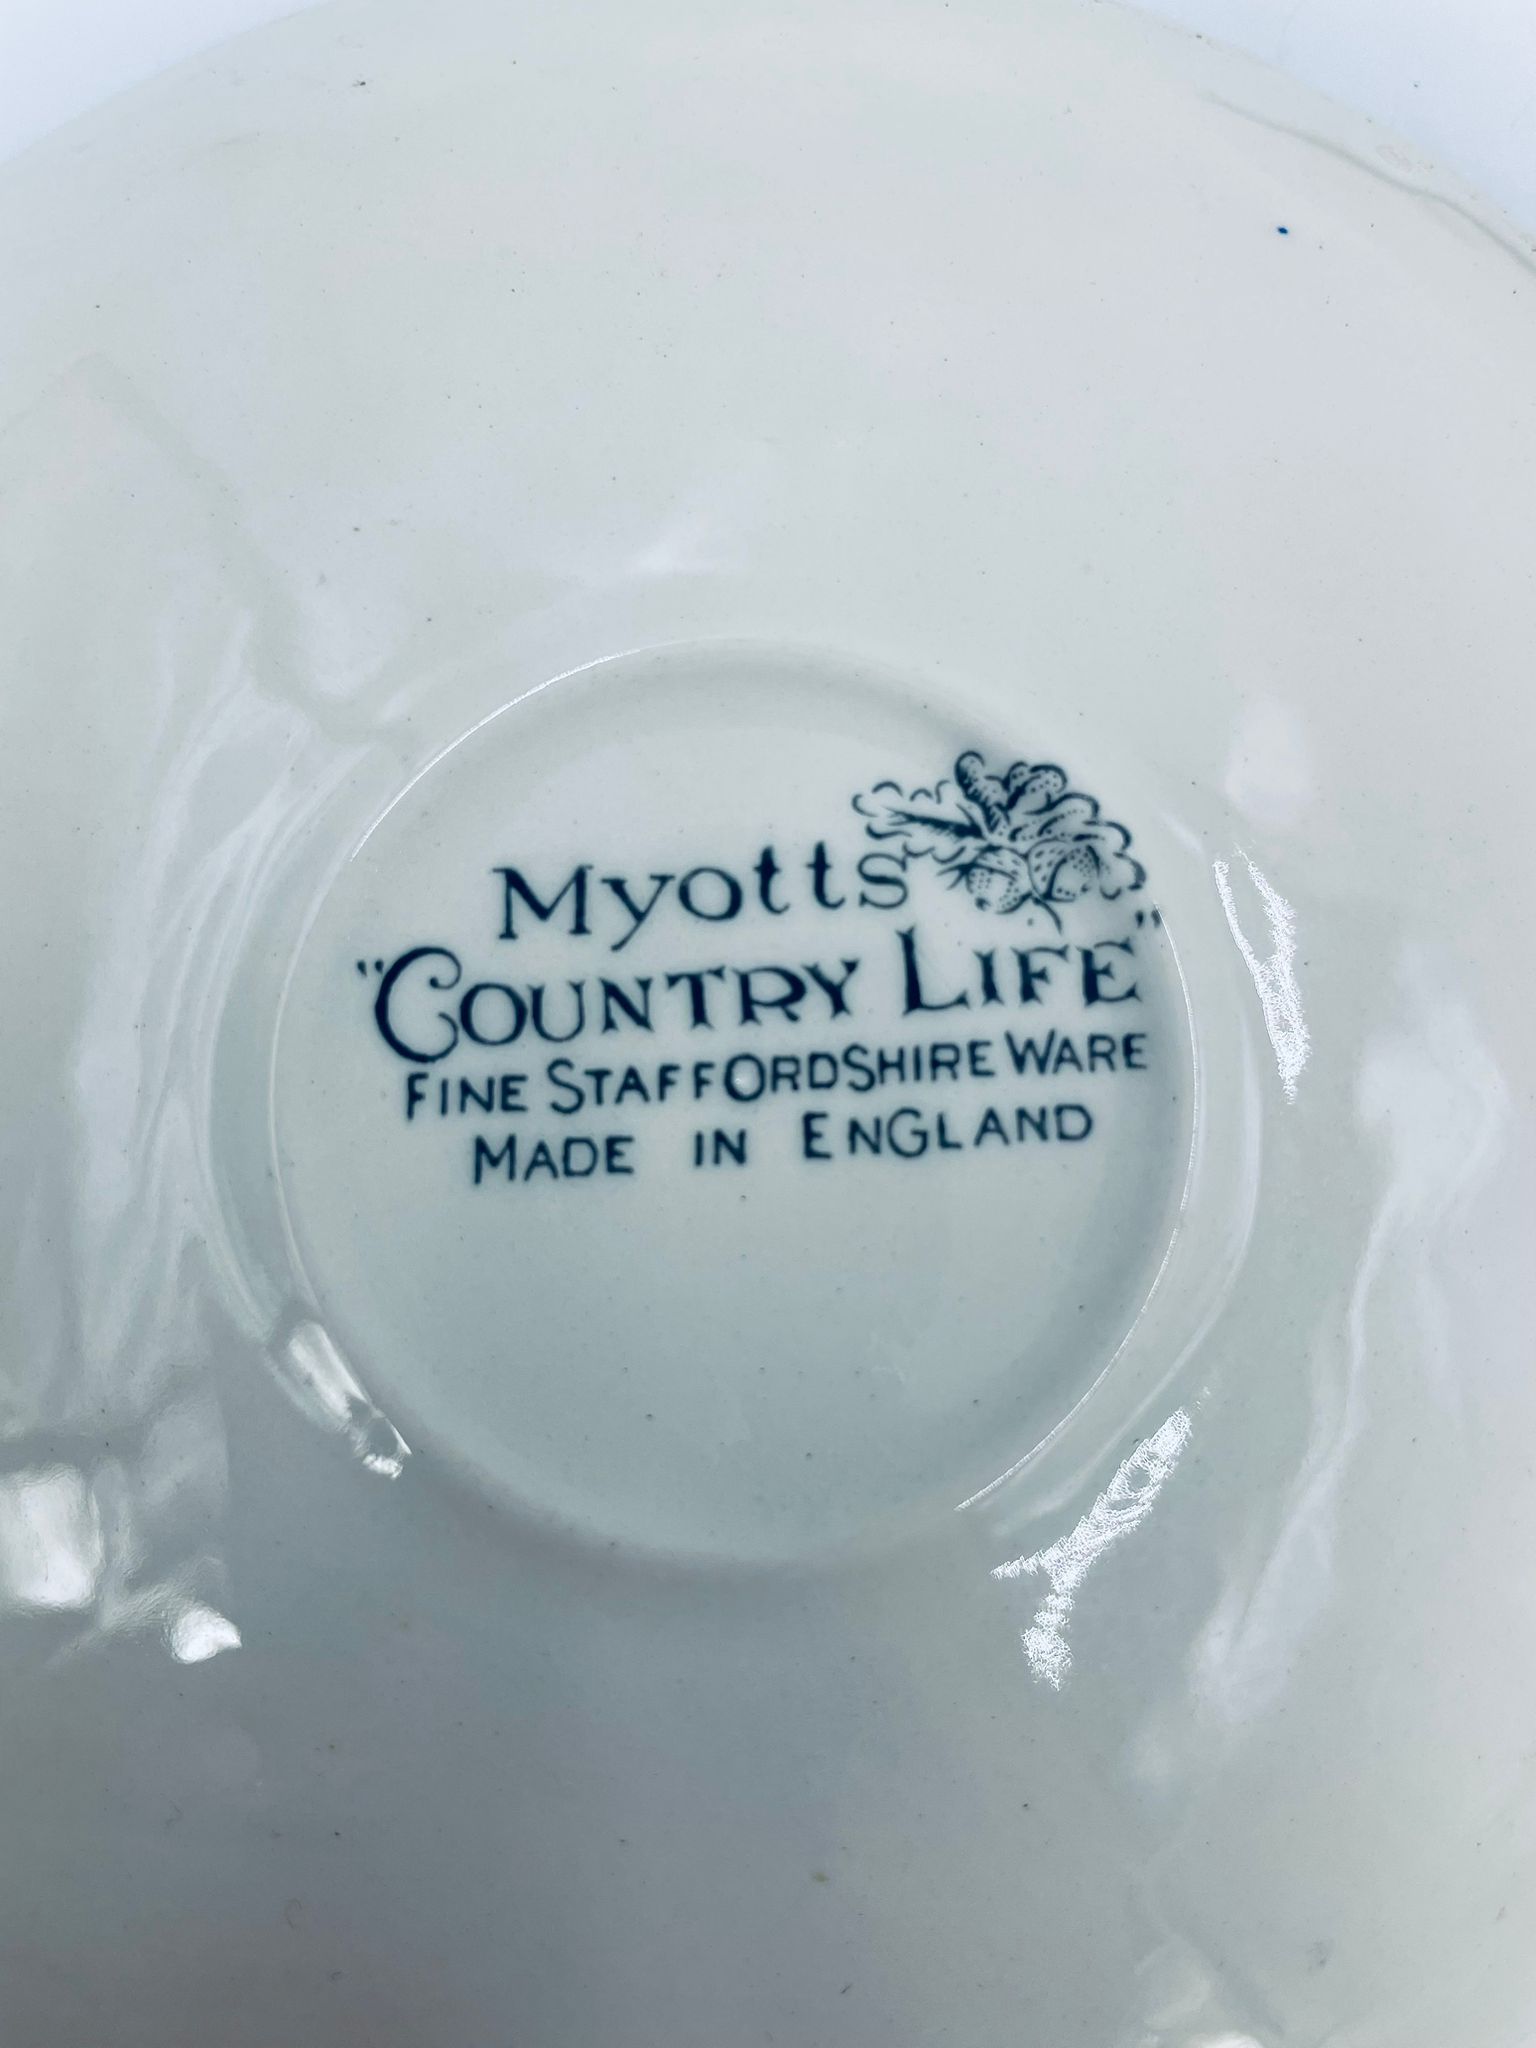 Myotts
"COUNTRY LIFE"
FINE STAFFORDSHIRE WARE
MADE IN ENGLAND